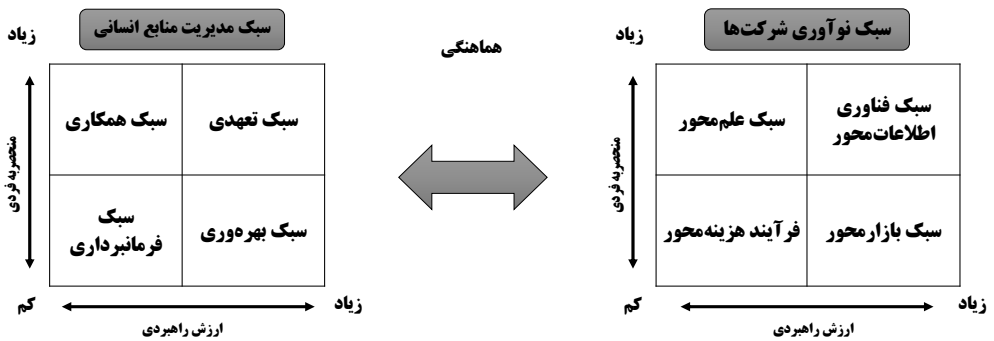 سبک نوآوری شرکت‌ها
زیاد
سبک فناوری
اطلاعات‌محور
سبک علم‌محور
منحصربه فردی
سبک بازارمحور
فرآیند هزینه‌محور
زیاد
کم
ارزش راهبردی
هماهنگی
سبک مدیریت منابع انسانی
زیاد
سبک تعهدی
سبک همکاری
منحصربه فردی
سبک بهره‌وری
سبک
فرمانبرداری
زیاد
کم
ارزش راهبردی